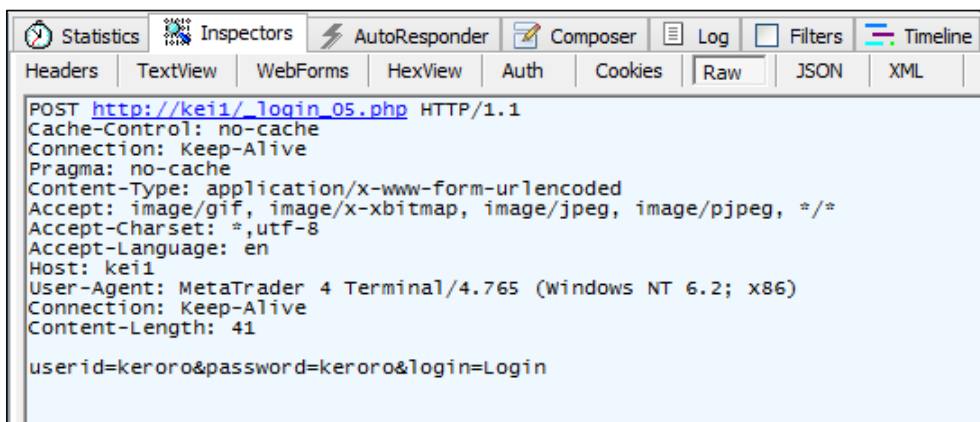 Statistics Inspectors AutoResponder Composer Log Filters Timeline
Headers TextView WebForms HexView Auth Cookies Raw JSON XML
POST http://kei1/_login_05.php HTTP/1.1
Cache-Control: no-cache
Connection: Keep-Alive
Pragma: no-cache
Content-Type: application/x-www-form-urlencoded
Accept: image/gif, image/x-xbitmap, image/jpeg, image/pjpeg, */*
Accept-Charset: *,utf-8
Accept-Language: en
Host: kei1
User-Agent: MetaTrader 4 Terminal/4.765 (Windows NT 6.2; x86)
Connection: Keep-Alive
Content-Length: 41
userid=keroro&password=keroro&login=Login